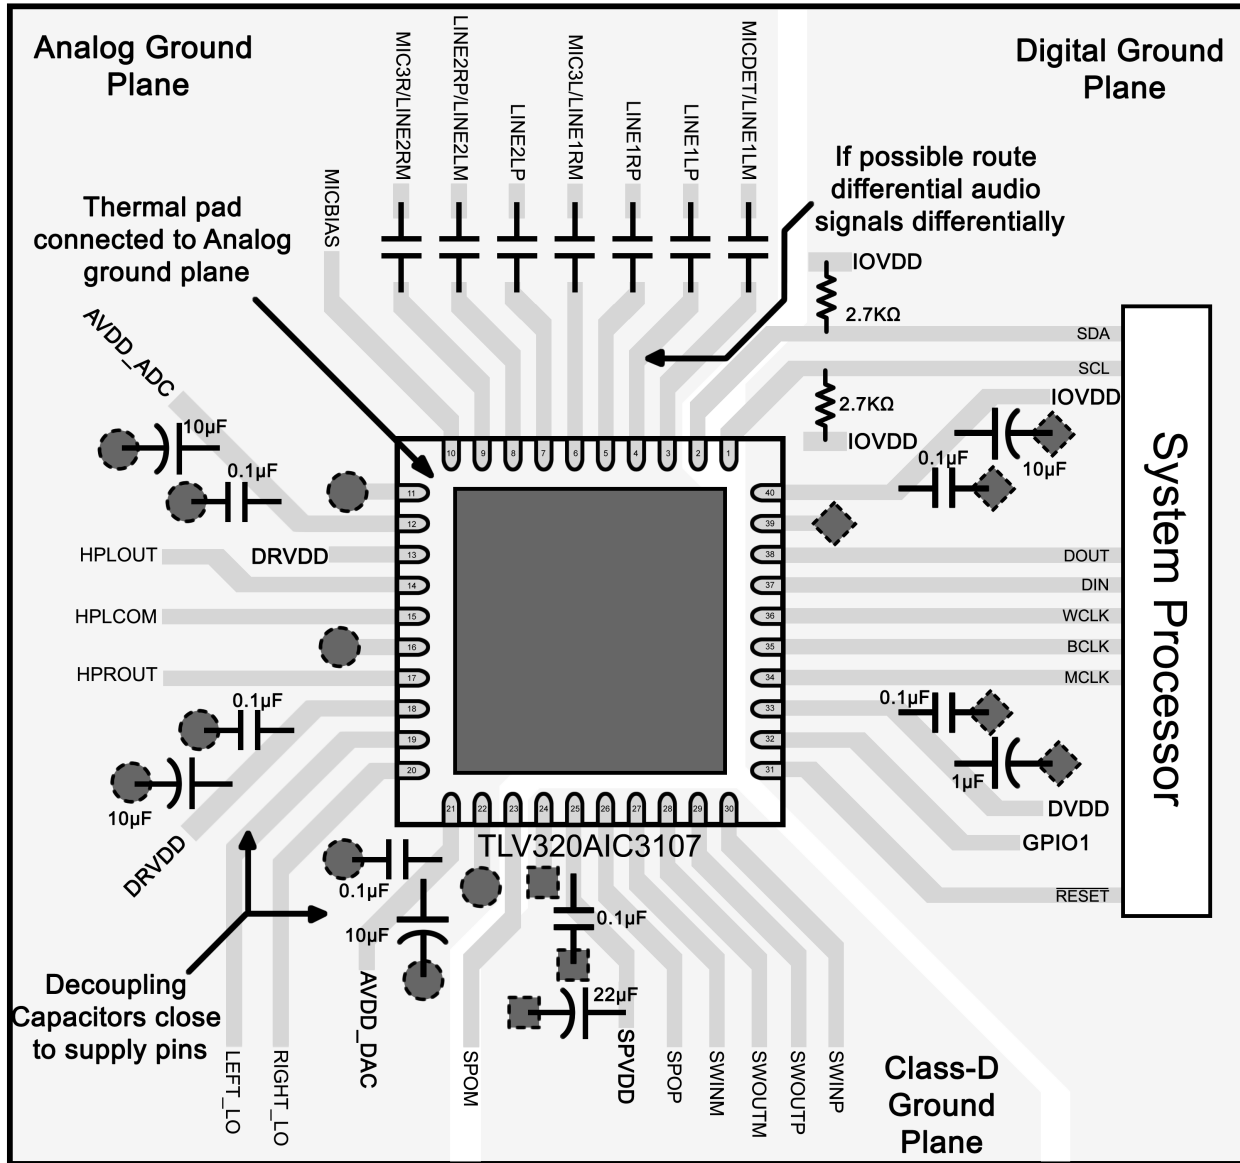 Analog Ground
Plane
Digital Ground
Plane
MICBIAS
MIC3R/LINE2RM
LINE2RP/LINE2LM
LINE2LP
MIC3L/LINE1RM
LINE1RP
LINE1LP
MICDET/LINE1LM
If possible route
differential audio
signals differentially
Thermal pad
connected to Analog
ground plane
IOVDD
2.7KΩ
SDA
SCL
2.7KΩ
IOVDD
IOVDD
10µF
0.1µF
AVDD_ADC
10µF
0.1µF
10
9
8
7
6
5
4
3
2
1
11
12
13
14
15
16
17
18
19
20
40
39
38
37
36
35
34
33
32
31
21
22
23
24
25
26
27
28
29
30
DRVDD
HPLOUT
HPLCOM
HPROUT
DOUT
DIN
WCLK
BCLK
MCLK
System Processor
0.1µF
10µF
DRVDD
0.1µF
1µF
DVDD
GPIO1
RESET
TLV320AIC3107
0.1µF
10µF
0.1µF
22µF
Decoupling
Capacitors close
to supply pins
LEFT_LO
RIGHT_LO
AVDD_DAC
SPOM
SPVDD
SPOP
SWINM
SWOUTM
SWOUTP
SWINP
Class-D
Ground
Plane